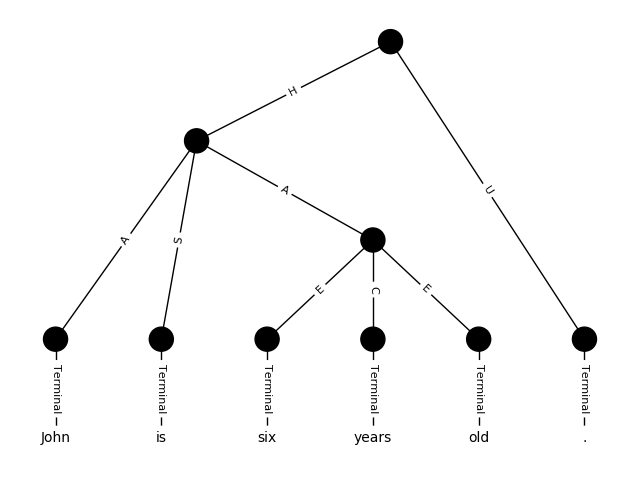 H
A
S
A
U
E
C
E
Terminal Terminal Terminal Terminal Terminal Terminal
John is six years old .